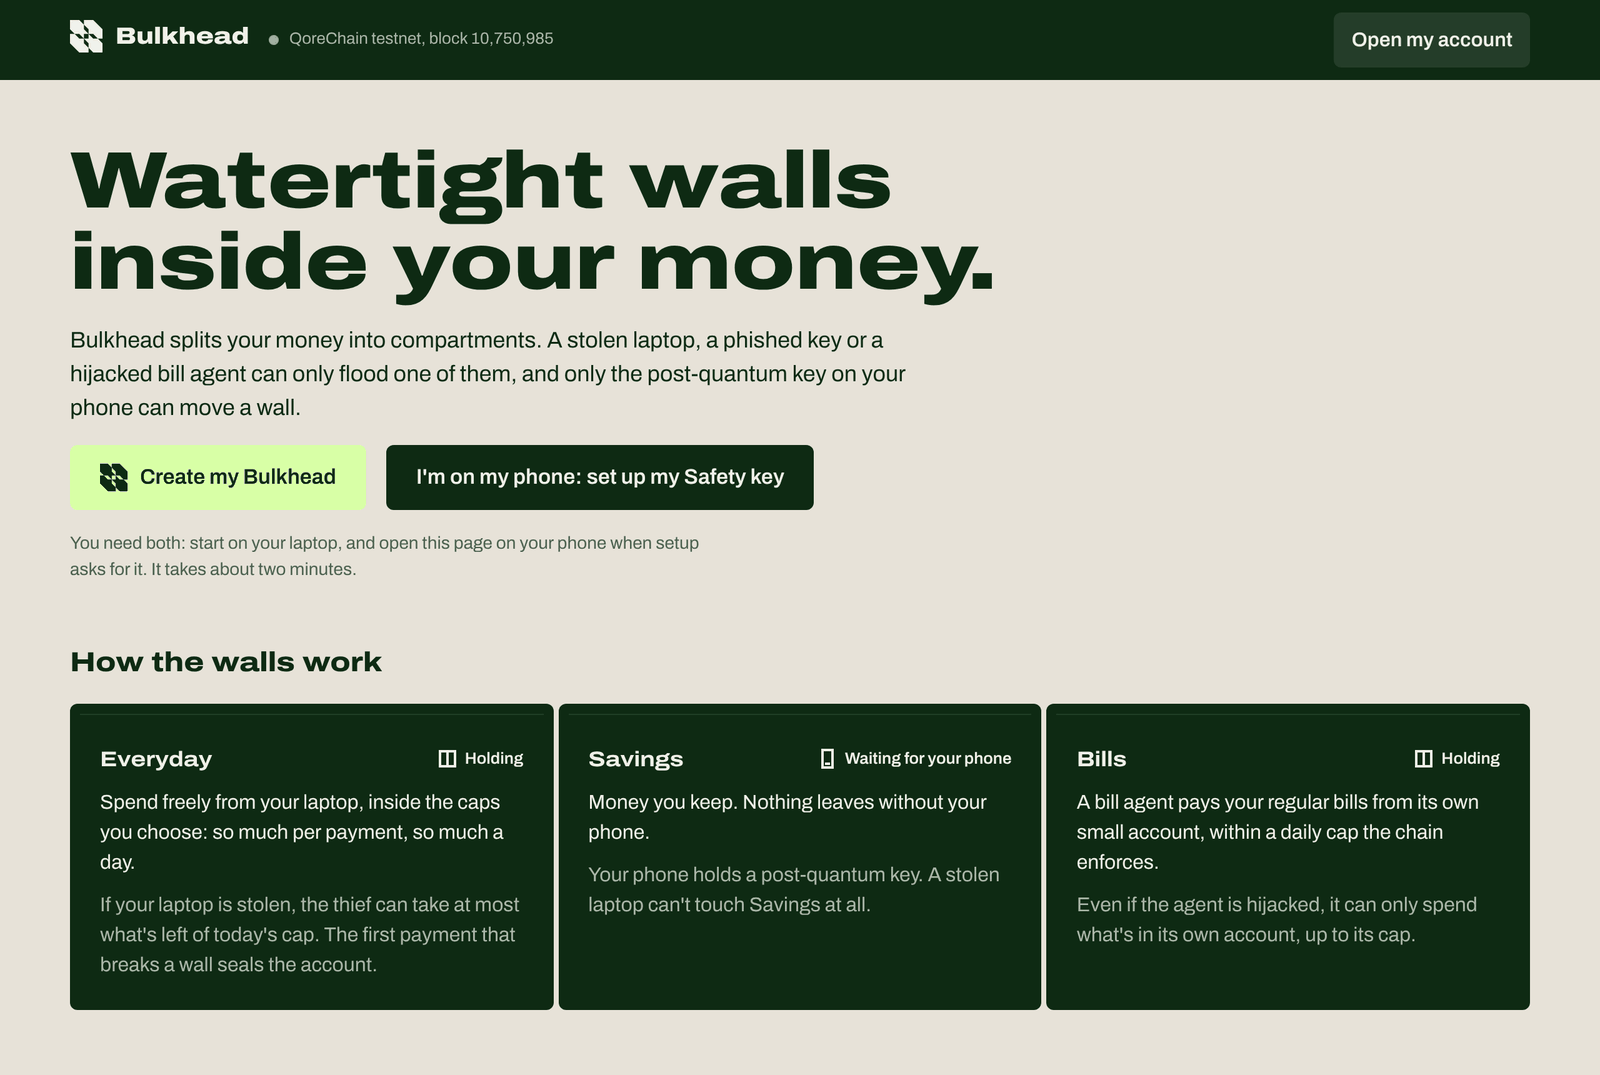 Bulkhead
QoreChain testnet, block 10,750,985
Open my account
Watertight walls
inside your money.
Bulkhead splits your money into compartments. A stolen laptop, a phished key or a
hijacked bill agent can only flood one of them, and only the post-quantum key on your
phone can move a wall.
Create my Bulkhead
I'm on my phone: set up my Safety key
You need both: start on your laptop, and open this page on your phone when setup
asks for it. It takes about two minutes.
How the walls work
Everyday
Holding
Spend freely from your laptop, inside the caps
you choose: so much per payment, so much a
day.
If your laptop is stolen, the thief can take at most
what's left of today's cap. The first payment that
breaks a wall seals the account.
Savings
Waiting for your phone
Money you keep. Nothing leaves without your
phone.
Your phone holds a post-quantum key. A stolen
laptop can't touch Savings at all.
Bills
Holding
A bill agent pays your regular bills from its own
small account, within a daily cap the chain
enforces.
Even if the agent is hijacked, it can only spend
what's in its own account, up to its cap.